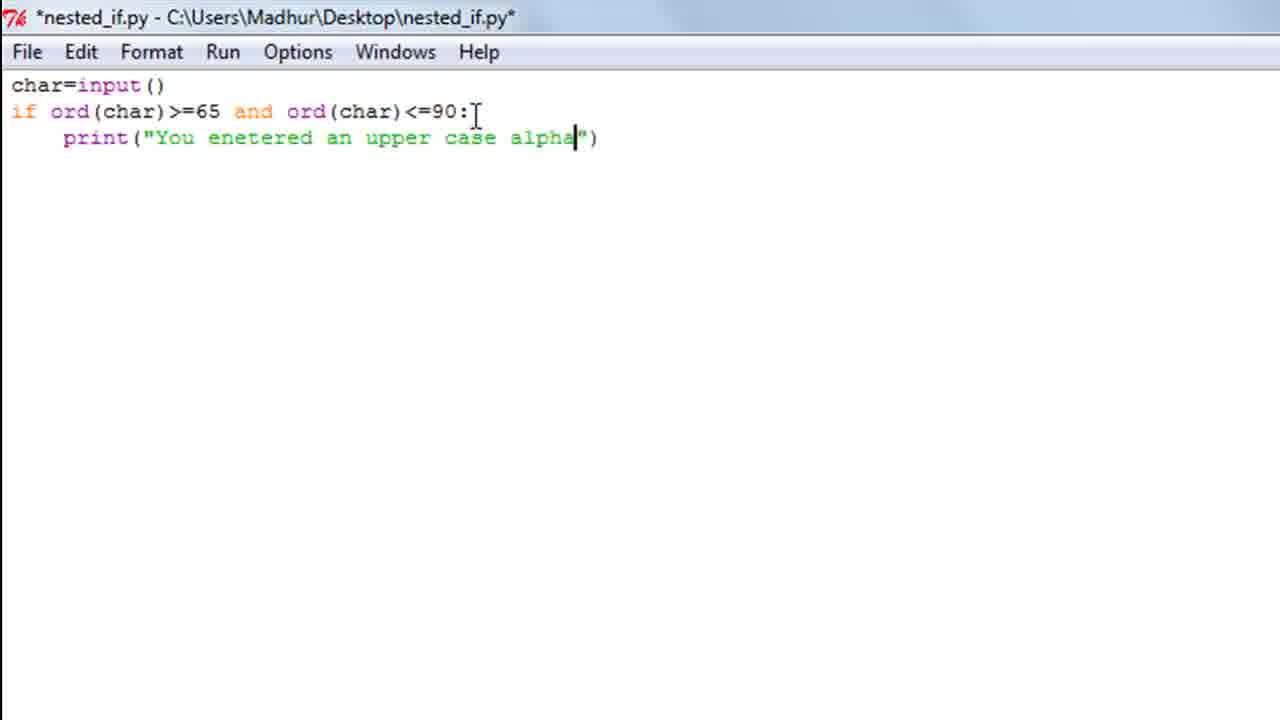 *nested_if.py - C:\Users\Madhur\Desktop\nested_if.py*
File Edit Format Run Options Windows Help
char=input()
if ord(char)>=65 and ord(char)<=90:
    print("You enetered an upper case alpha")